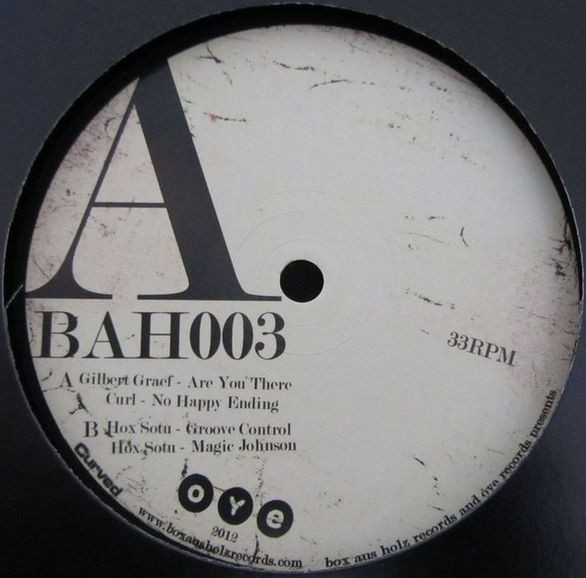 A
BAH003
33RPM
A Gilbert Graef - Are You There
Curl - No Happy Ending
B Hox Sotu - Groove Control
Hox Sotu - Magic Johnson
Curved
oye
2012
www.boxausholzrecords.com
box aus holz records and oye records presents